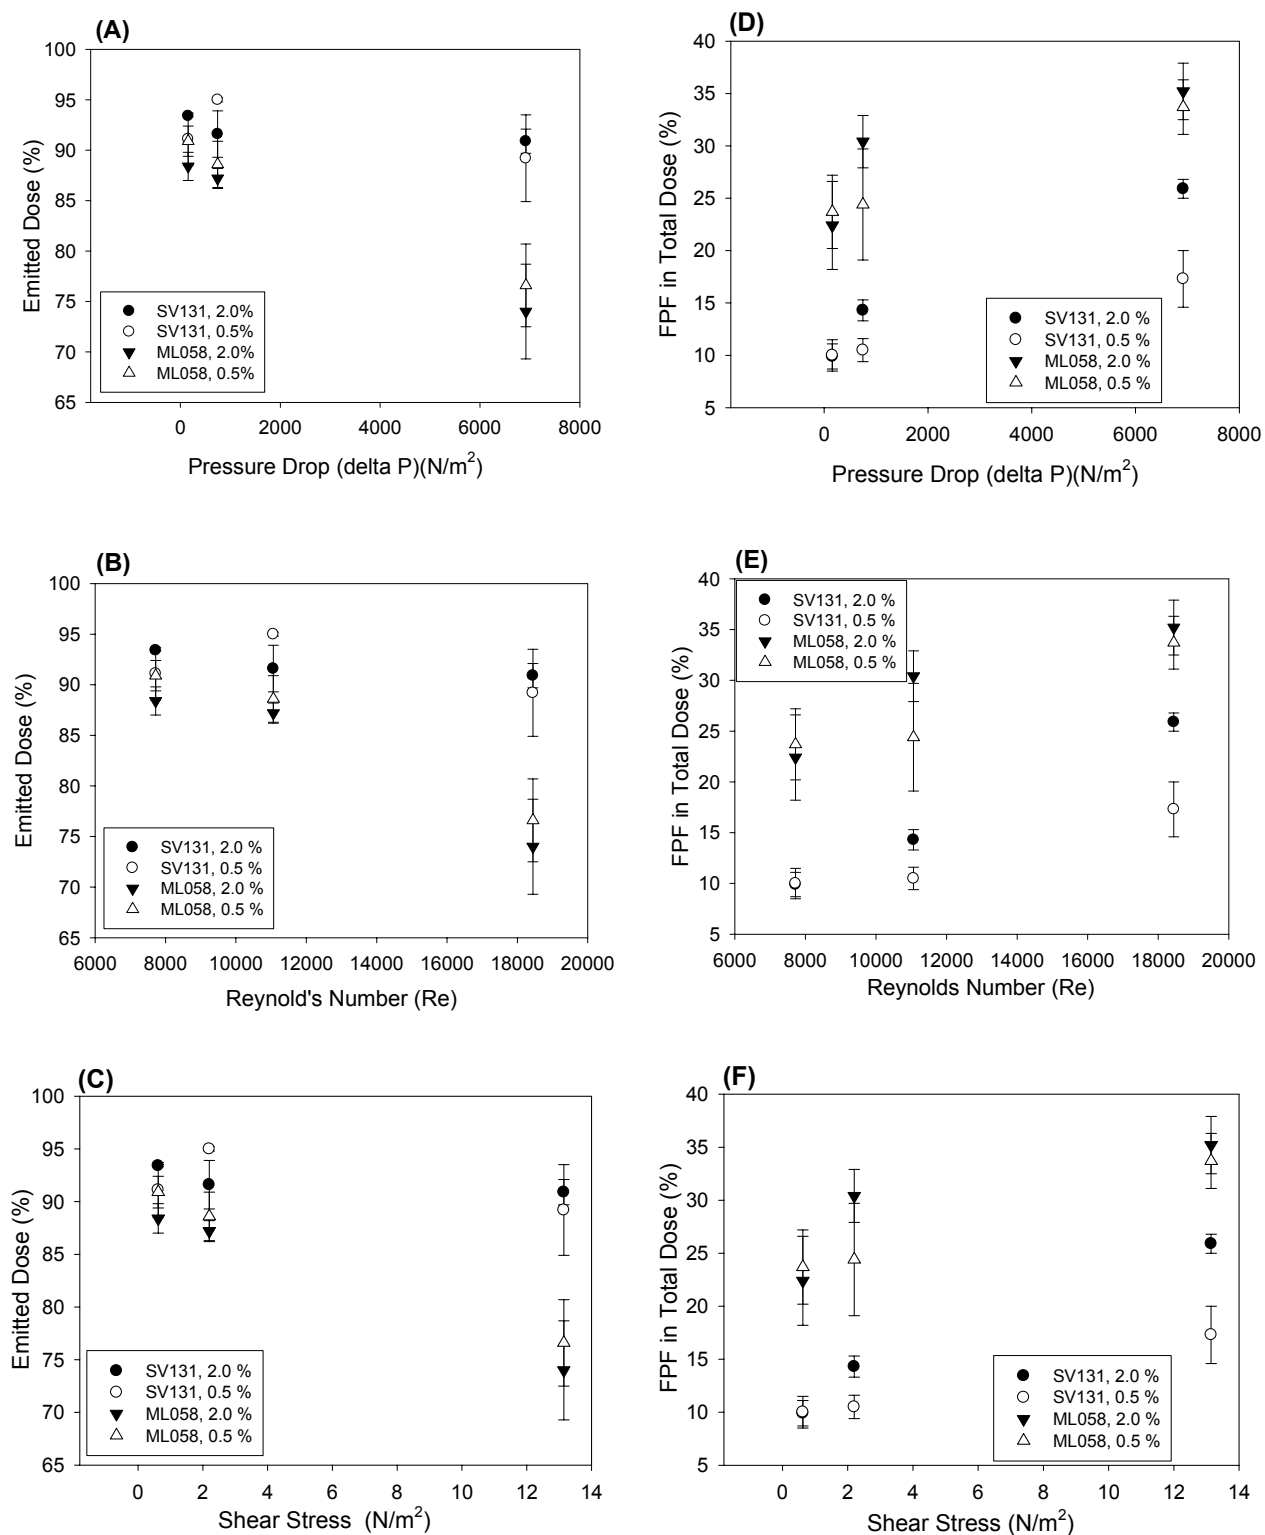 (A)
100
95
90
85
80
75
70
65
Emitted Dose (%)
SV131, 2.0%
SV131, 0.5%
ML058, 2.0%
ML058, 0.5%
0 2000 4000 6000 8000
Pressure Drop (delta P)(N/m²)
(D)
40
35
30
25
20
15
10
5
FPF in Total Dose (%)
SV131, 2.0 %
SV131, 0.5 %
ML058, 2.0 %
ML058, 0.5 %
0 2000 4000 6000 8000
Pressure Drop (delta P)(N/m²)
(B)
100
95
90
85
80
75
70
65
Emitted Dose (%)
SV131, 2.0 %
SV131, 0.5 %
ML058, 2.0 %
ML058, 0.5 %
6000 8000 10000 12000 14000 16000 18000 20000
Reynold's Number (Re)
(E)
40
35
30
25
20
15
10
5
FPF in Total Dose (%)
SV131, 2.0 %
SV131, 0.5 %
ML058, 2.0 %
ML058, 0.5 %
6000 8000 10000 12000 14000 16000 18000 20000
Reynolds Number (Re)
(C)
100
95
90
85
80
75
70
65
Emitted Dose (%)
SV131, 2.0 %
SV131, 0.5 %
ML058, 2.0 %
ML058, 0.5 %
0 2 4 6 8 10 12 14
Shear Stress (N/m²)
(F)
40
35
30
25
20
15
10
5
FPF in Total Dose (%)
SV131, 2.0 %
SV131, 0.5 %
ML058, 2.0 %
ML058, 0.5 %
0 2 4 6 8 10 12 14
Shear Stress (N/m²)